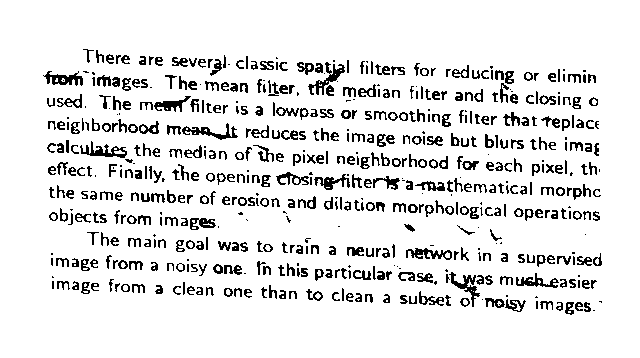 There are several classic spatial filters for reducing or elimin
from images. The mean filter, the median filter and the closing o
used. The mean filter is a lowpass or smoothing filter that replace
neighborhood mean. It reduces the image noise but blurs the imag
calculates the median of the pixel neighborhood for each pixel, th
effect. Finally, the opening closing filter is a mathematical morpho
the same number of erosion and dilation morphological operations
objects from images.
The main goal was to train a neural network in a supervised
image from a noisy one. In this particular case, it was much easier
image from a clean one than to clean a subset of noisy images.